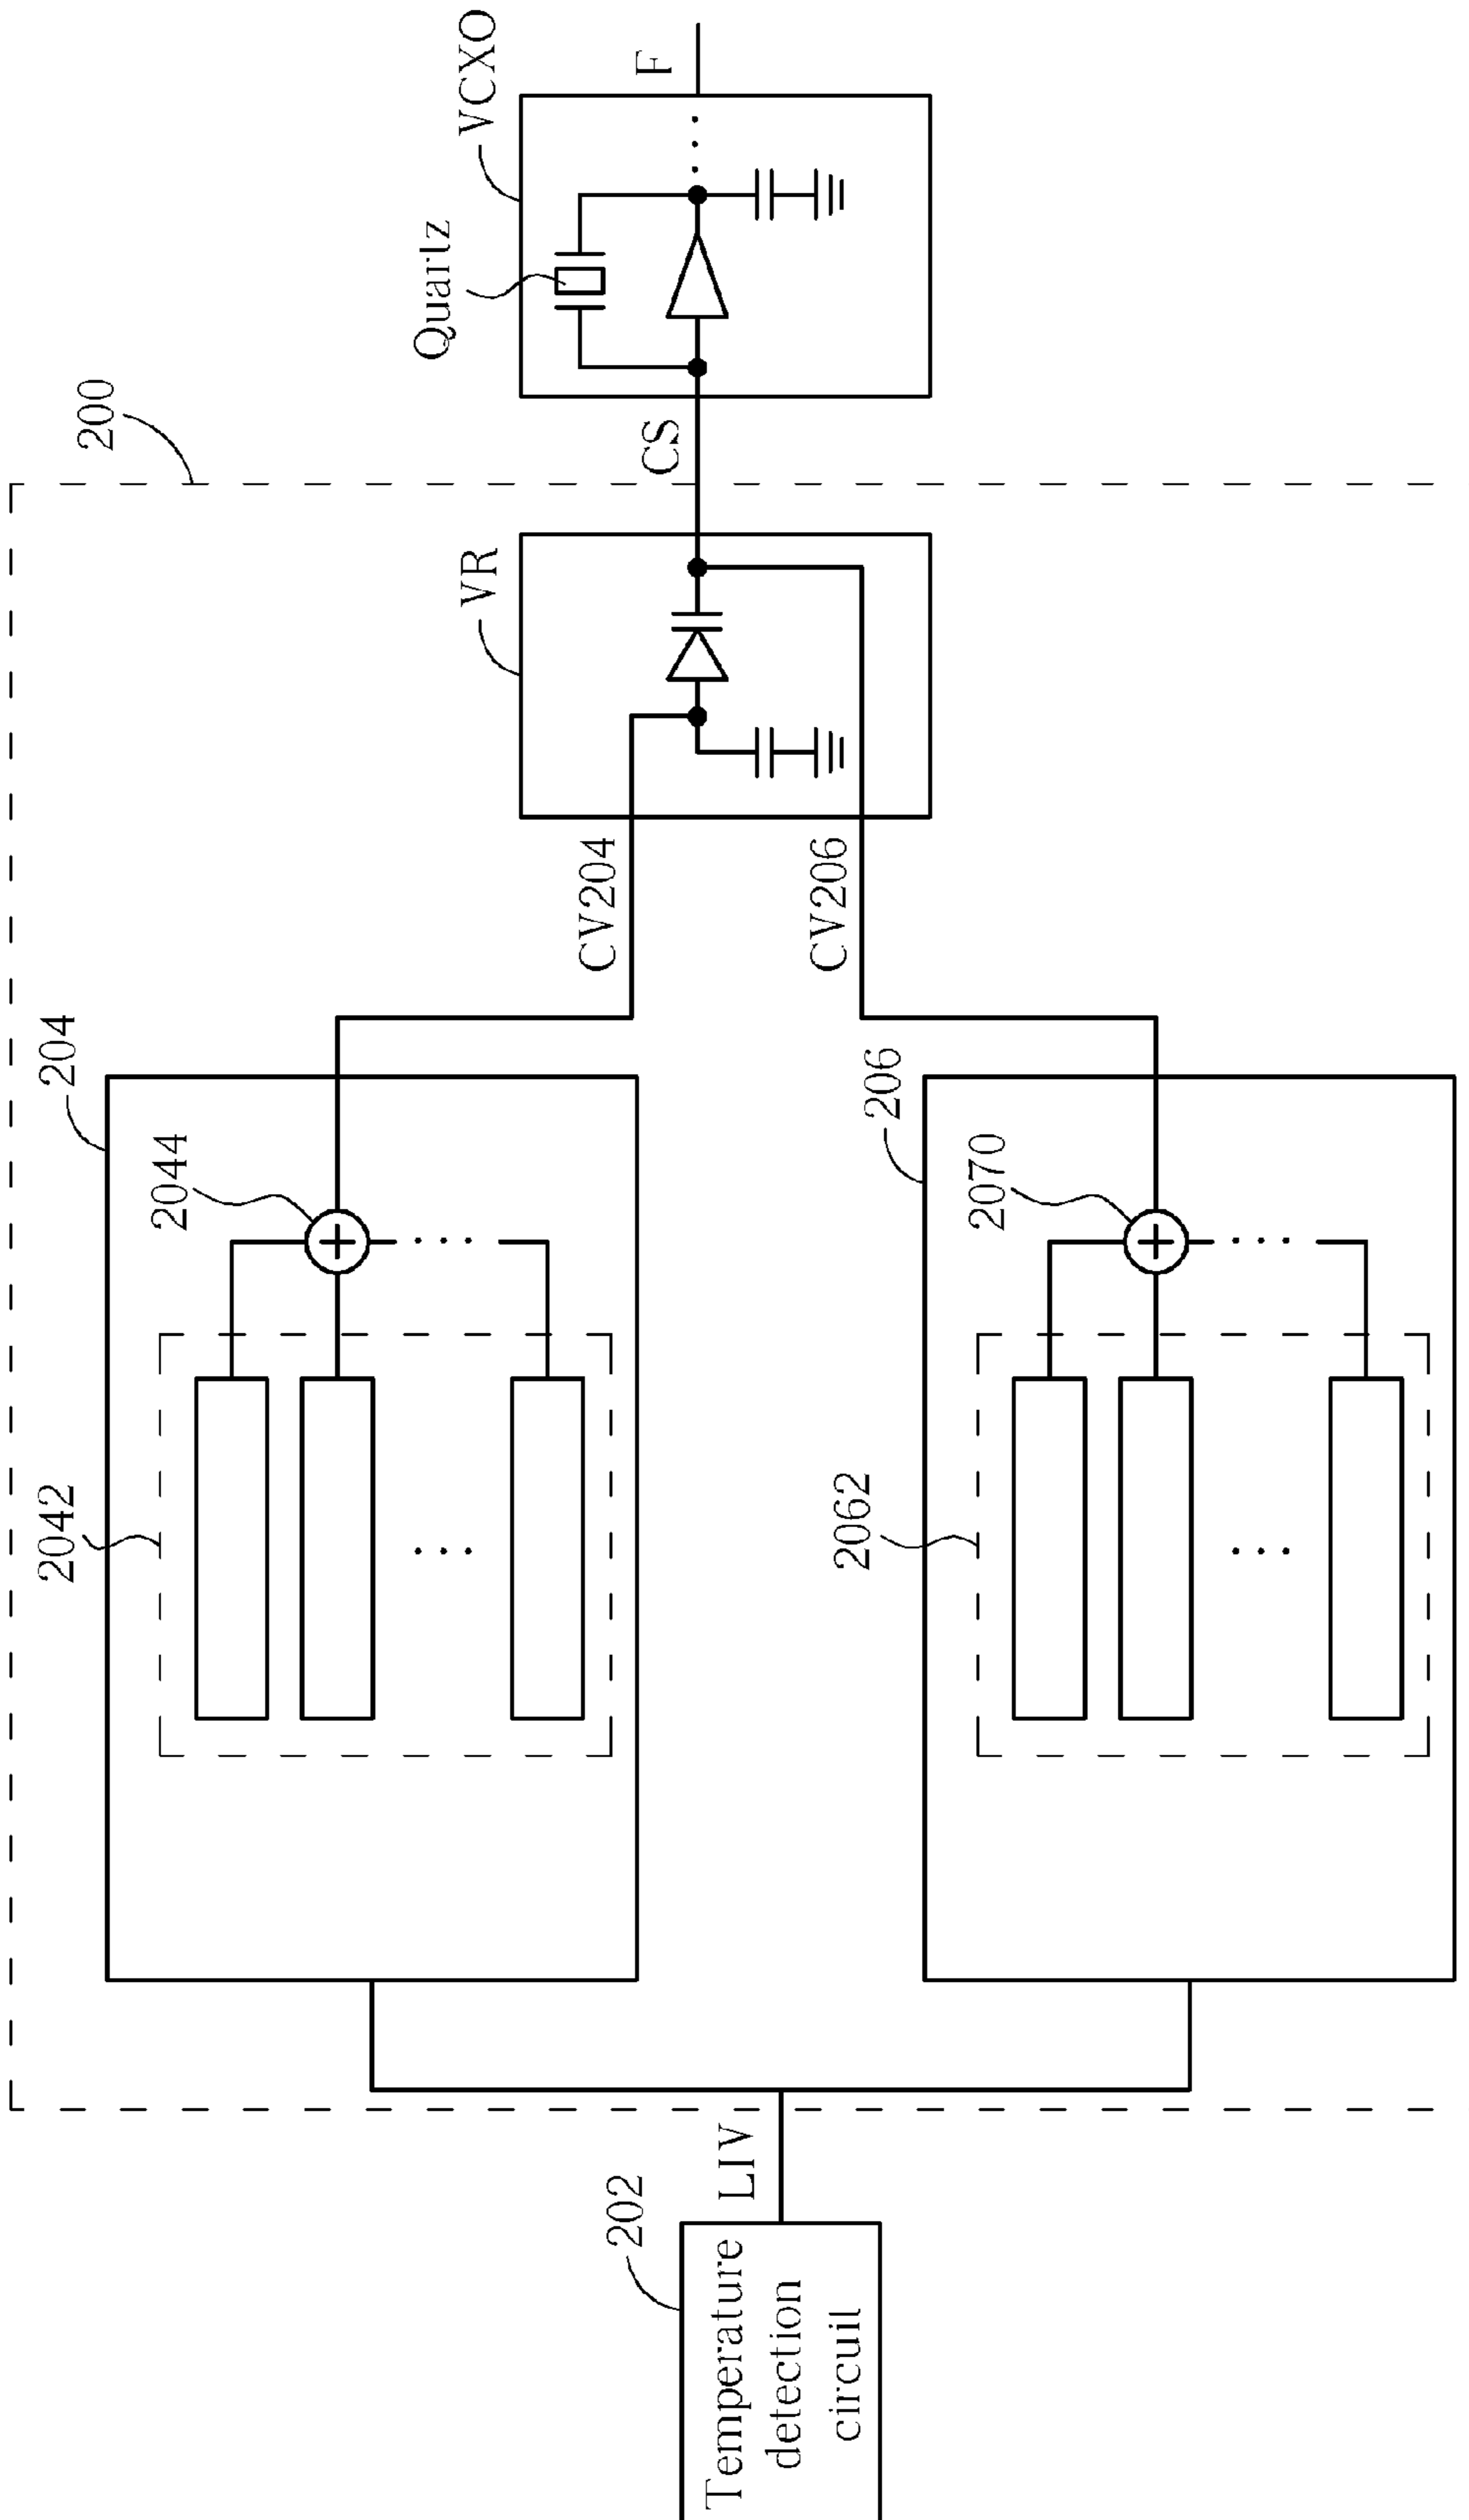 200
204
2042
2044
CV204
VR
Quartz
VCXO
202
Temperature
detection
circuit
LIV
CS
F
CV206
206
2062
2070